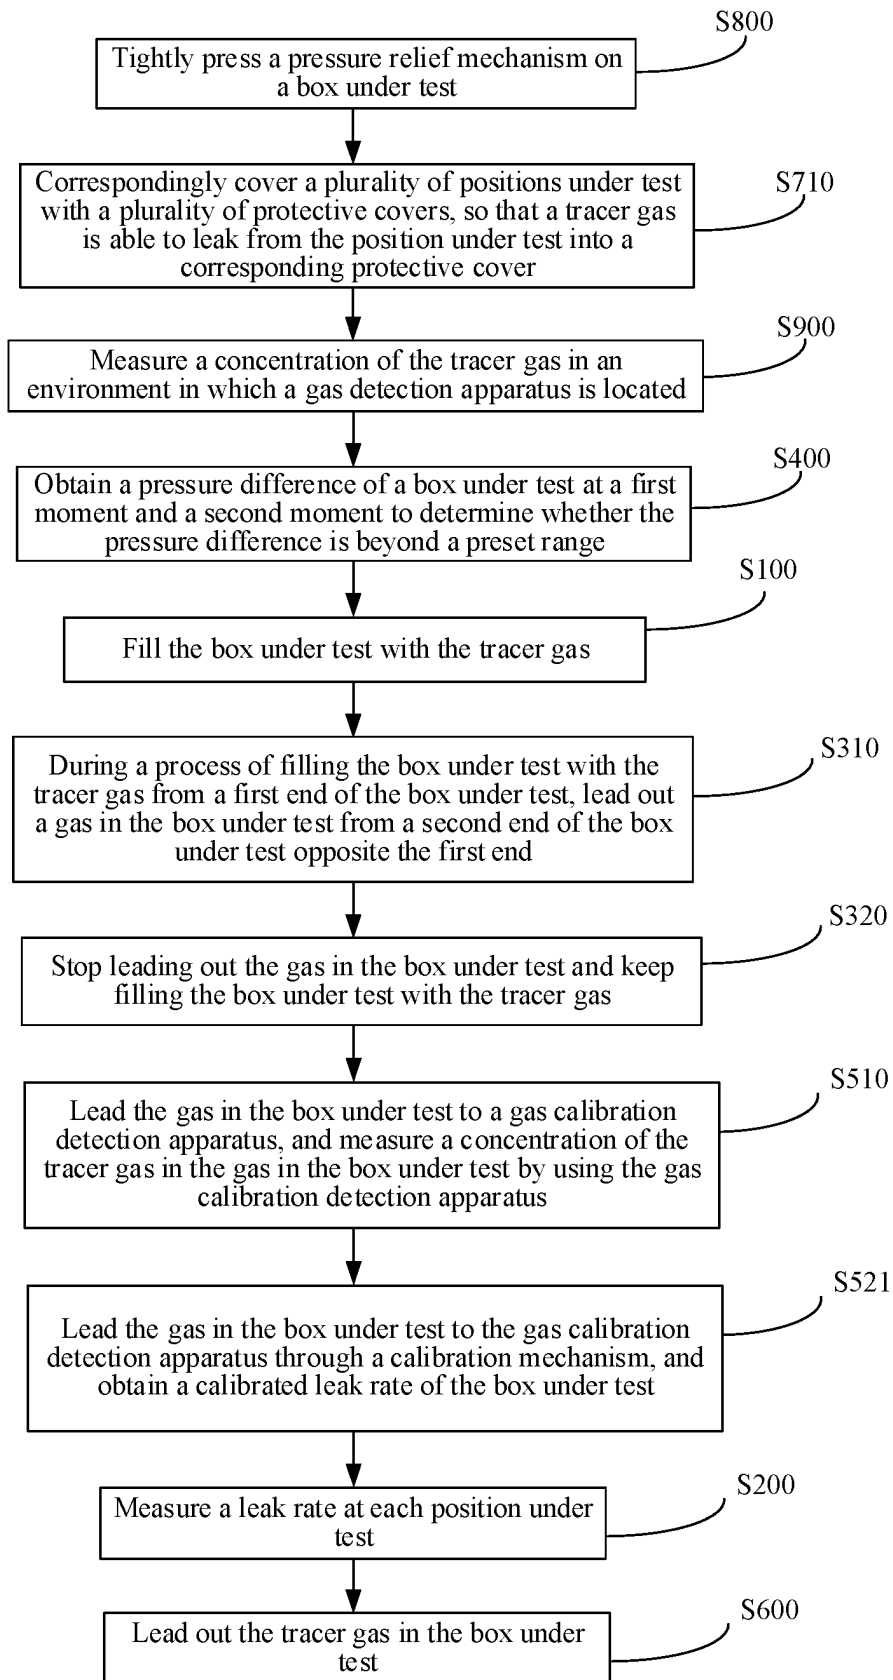 S800
Tightly press a pressure relief mechanism on
a box under test
S710
Correspondingly cover a plurality of positions under test
with a plurality of protective covers, so that a tracer gas
is able to leak from the position under test into a
corresponding protective cover
S900
Measure a concentration of the tracer gas in an
environment in which a gas detection apparatus is located
S400
Obtain a pressure difference of a box under test at a first
moment and a second moment to determine whether the
pressure difference is beyond a preset range
S100
Fill the box under test with the tracer gas
S310
During a process of filling the box under test with the
tracer gas from a first end of the box under test, lead out
a gas in the box under test from a second end of the box
under test opposite the first end
S320
Stop leading out the gas in the box under test and keep
filling the box under test with the tracer gas
S510
Lead the gas in the box under test to a gas calibration
detection apparatus, and measure a concentration of the
tracer gas in the gas in the box under test by using the gas
calibration detection apparatus
S521
Lead the gas in the box under test to the gas calibration
detection apparatus through a calibration mechanism, and
obtain a calibrated leak rate of the box under test
S200
Measure a leak rate at each position under
test
S600
Lead out the tracer gas in the box under
test